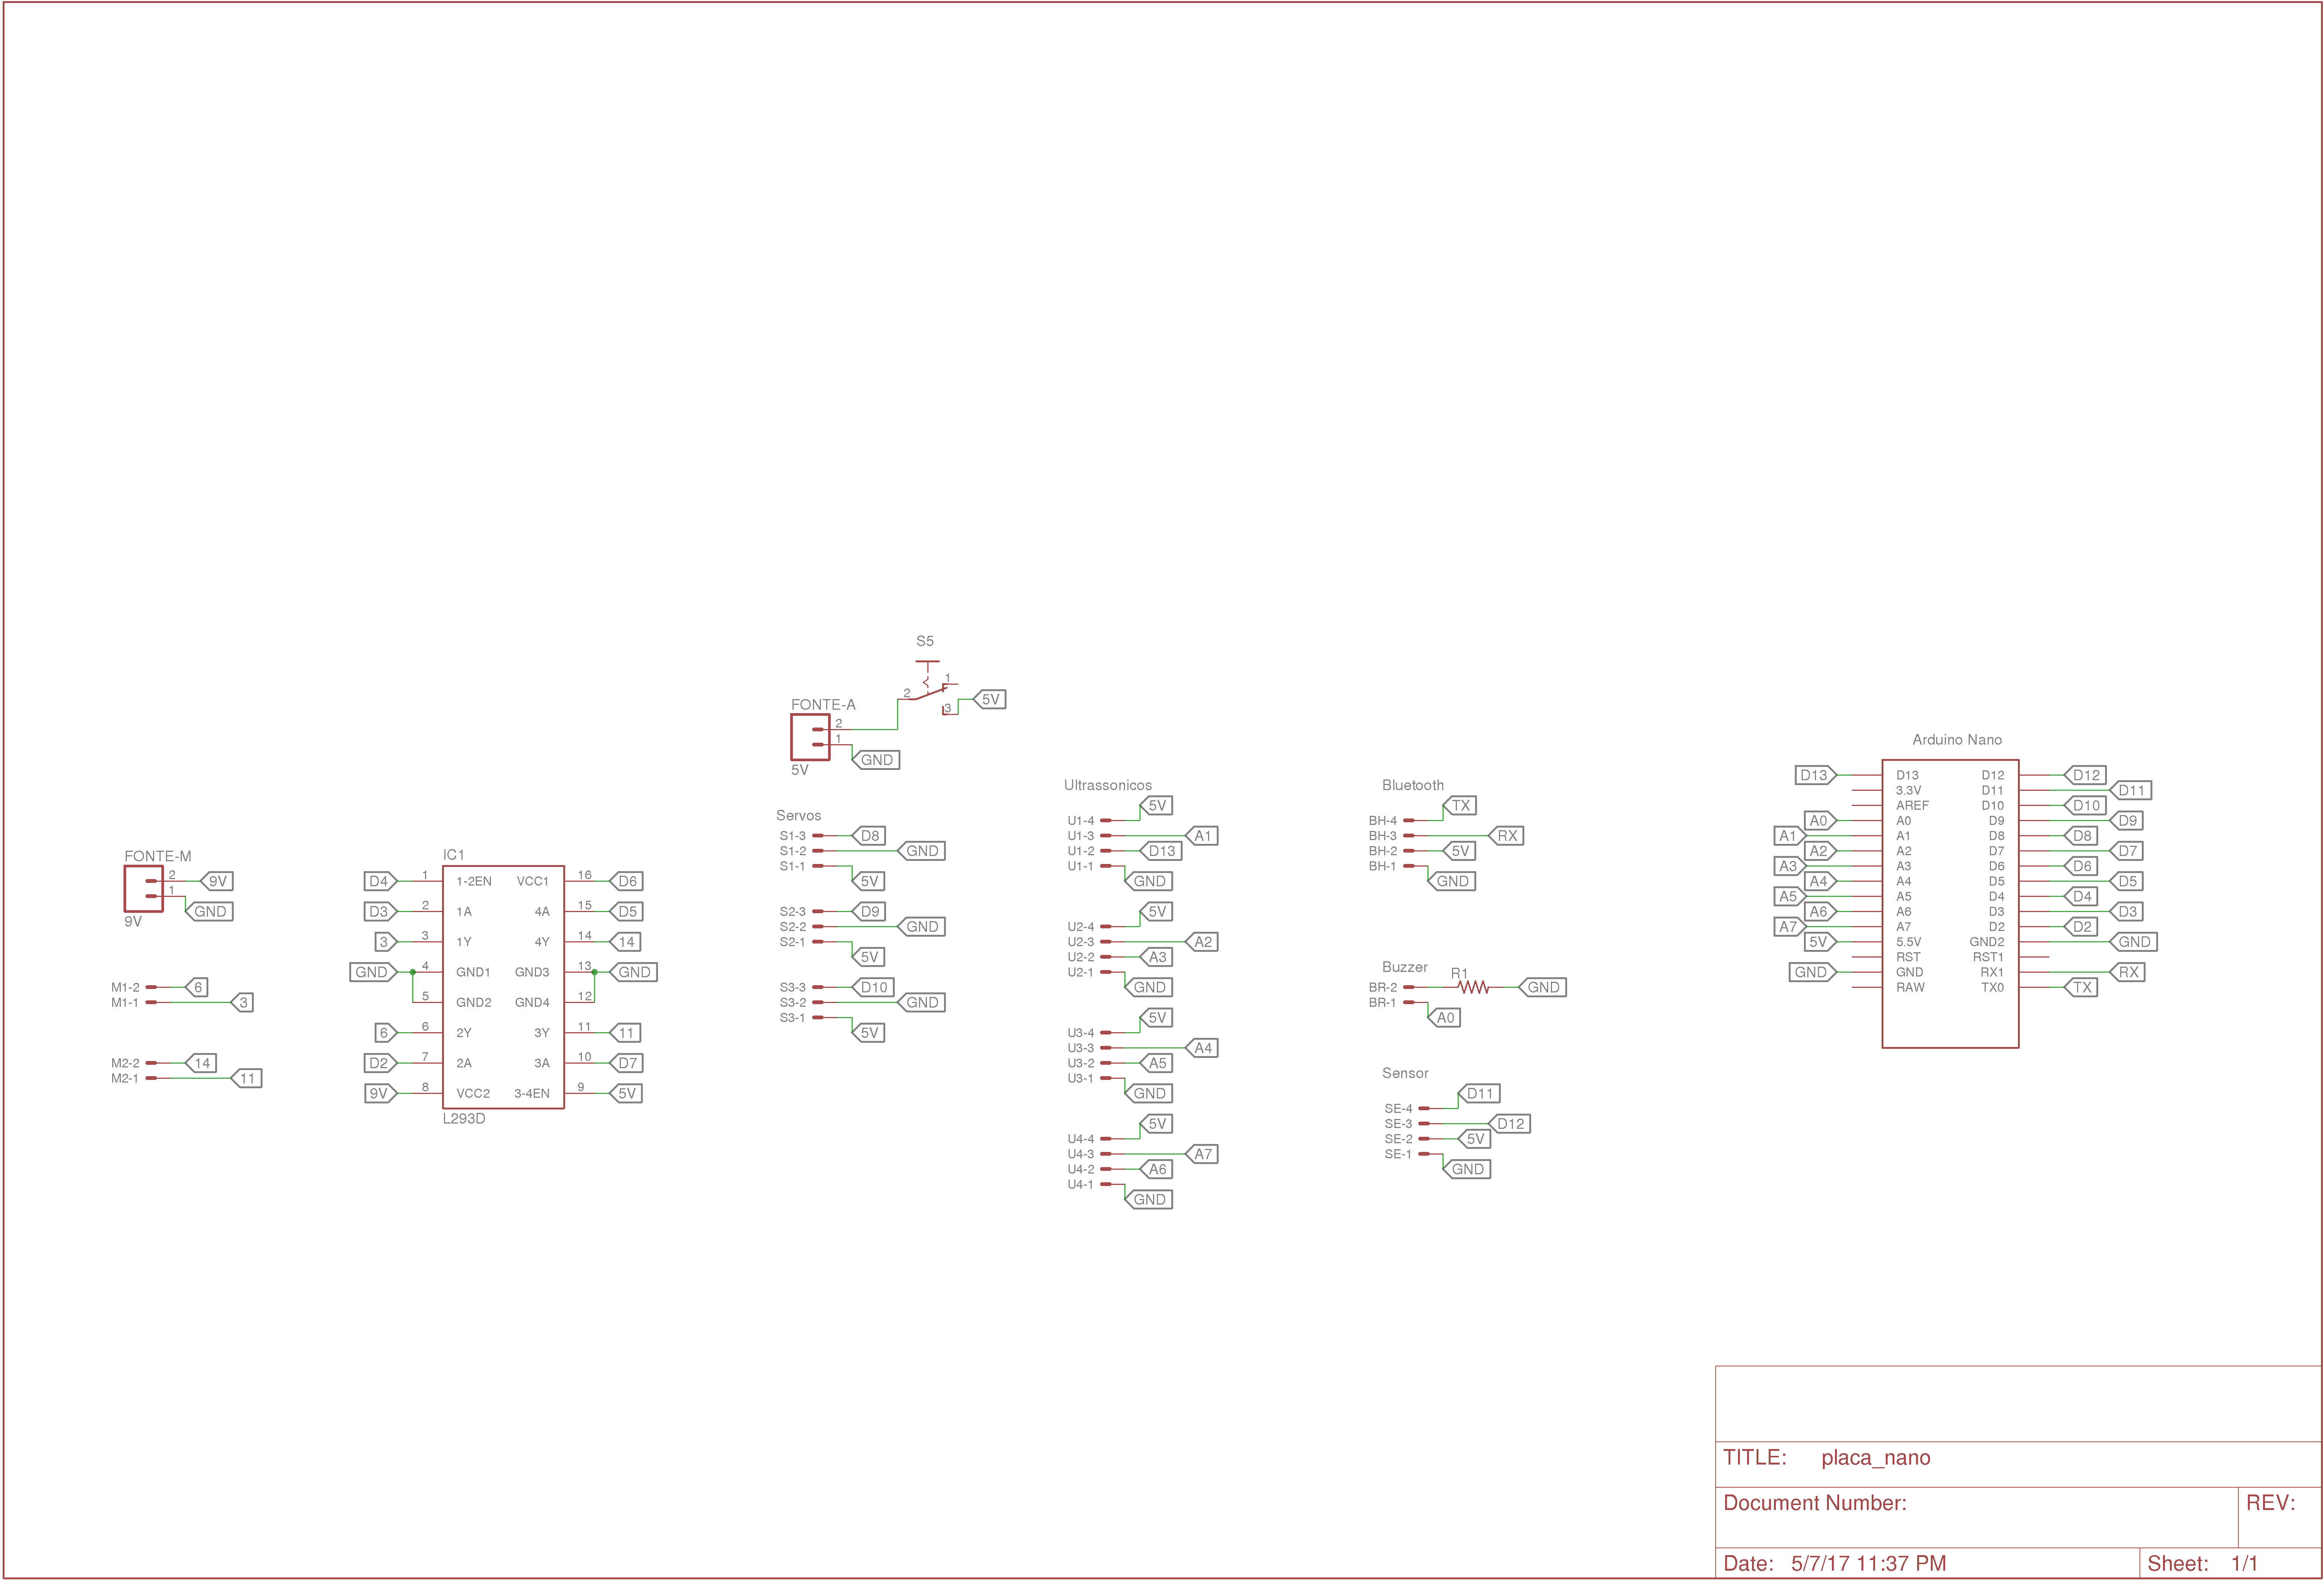 S5
1
2
3
5V
FONTE-A
2
1
GND
5V
Servos
S1-3 D8
S1-2 GND
S1-1
5V
S2-3 D9
S2-2 GND
S2-1
5V
S3-3 D10
S3-2 GND
S3-1
5V
FONTE-M
2 9V
1
GND
9V
M1-2 6
M1-1 3
M2-2 14
M2-1 11
IC1
D4 1 1-2EN VCC1 16 D6
D3 2 1A 4A 15 D5
3 3 1Y 4Y 14 14
GND 4 GND1 GND3 13 GND
5 GND2 GND4 12
6 6 2Y 3Y 11 11
D2 7 2A 3A 10 D7
9V 8 VCC2 3-4EN 9 5V
L293D
Ultrassonicos
5V
U1-4
U1-3 A1
U1-2 D13
U1-1
GND
5V
U2-4
U2-3 A2
U2-2 A3
U2-1
GND
5V
U3-4
U3-3 A4
U3-2 A5
U3-1
GND
5V
U4-4
U4-3 A7
U4-2 A6
U4-1
GND
Bluetooth
TX
BH-4
BH-3 RX
BH-2 5V
BH-1
GND
Buzzer
R1
BR-2 GND
BR-1
A0
Sensor
D11
SE-4
SE-3 D12
SE-2 5V
SE-1
GND
Arduino Nano
D13 D13 D12 D12
3.3V D11 D11
AREF D10 D10
A0 A0 D9 D9
A1 A1 D8 D8
A2 A2 D7 D7
A3 A3 D6 D6
A4 A4 D5 D5
A5 A5 D4 D4
A6 A6 D3 D3
A7 A7 D2 D2
5V 5.5V GND2 GND
RST RST1
GND GND RX1 RX
RAW TX0 TX
TITLE: placa_nano
Document Number:
REV:
Date: 5/7/17 11:37 PM
Sheet: 1/1